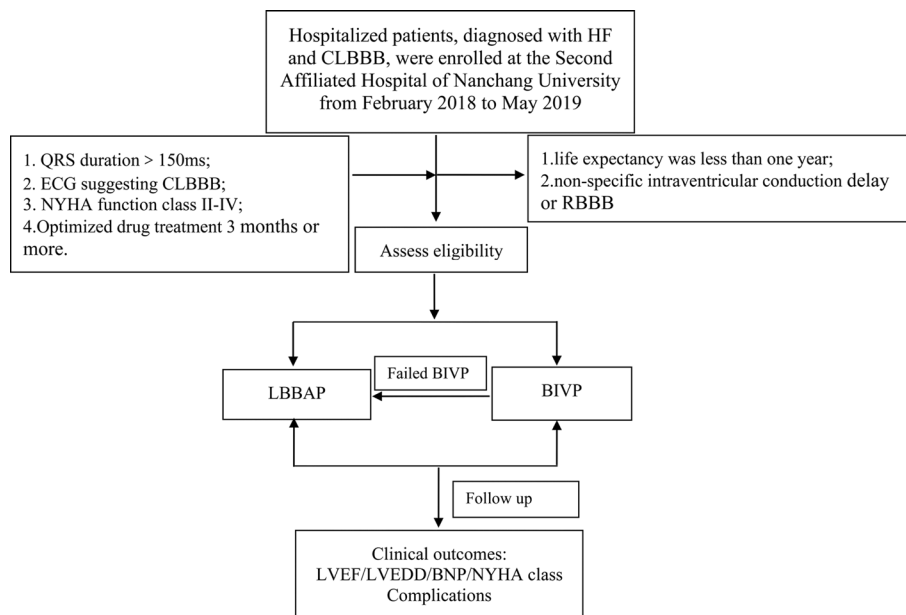 Hospitalized patients, diagnosed with HF
and CLBBB, were enrolled at the Second
Affiliated Hospital of Nanchang University
from February 2018 to May 2019
1. QRS duration > 150ms;
2. ECG suggesting CLBBB;
3. NYHA function class II-IV;
4.Optimized drug treatment 3 months or
more.
1.life expectancy was less than one year;
2.non-specific intraventricular conduction delay
or RBBB
Assess eligibility
LBBAP
Failed BIVP
BIVP
Follow up
Clinical outcomes:
LVEF/LVEDD/BNP/NYHA class
Complications